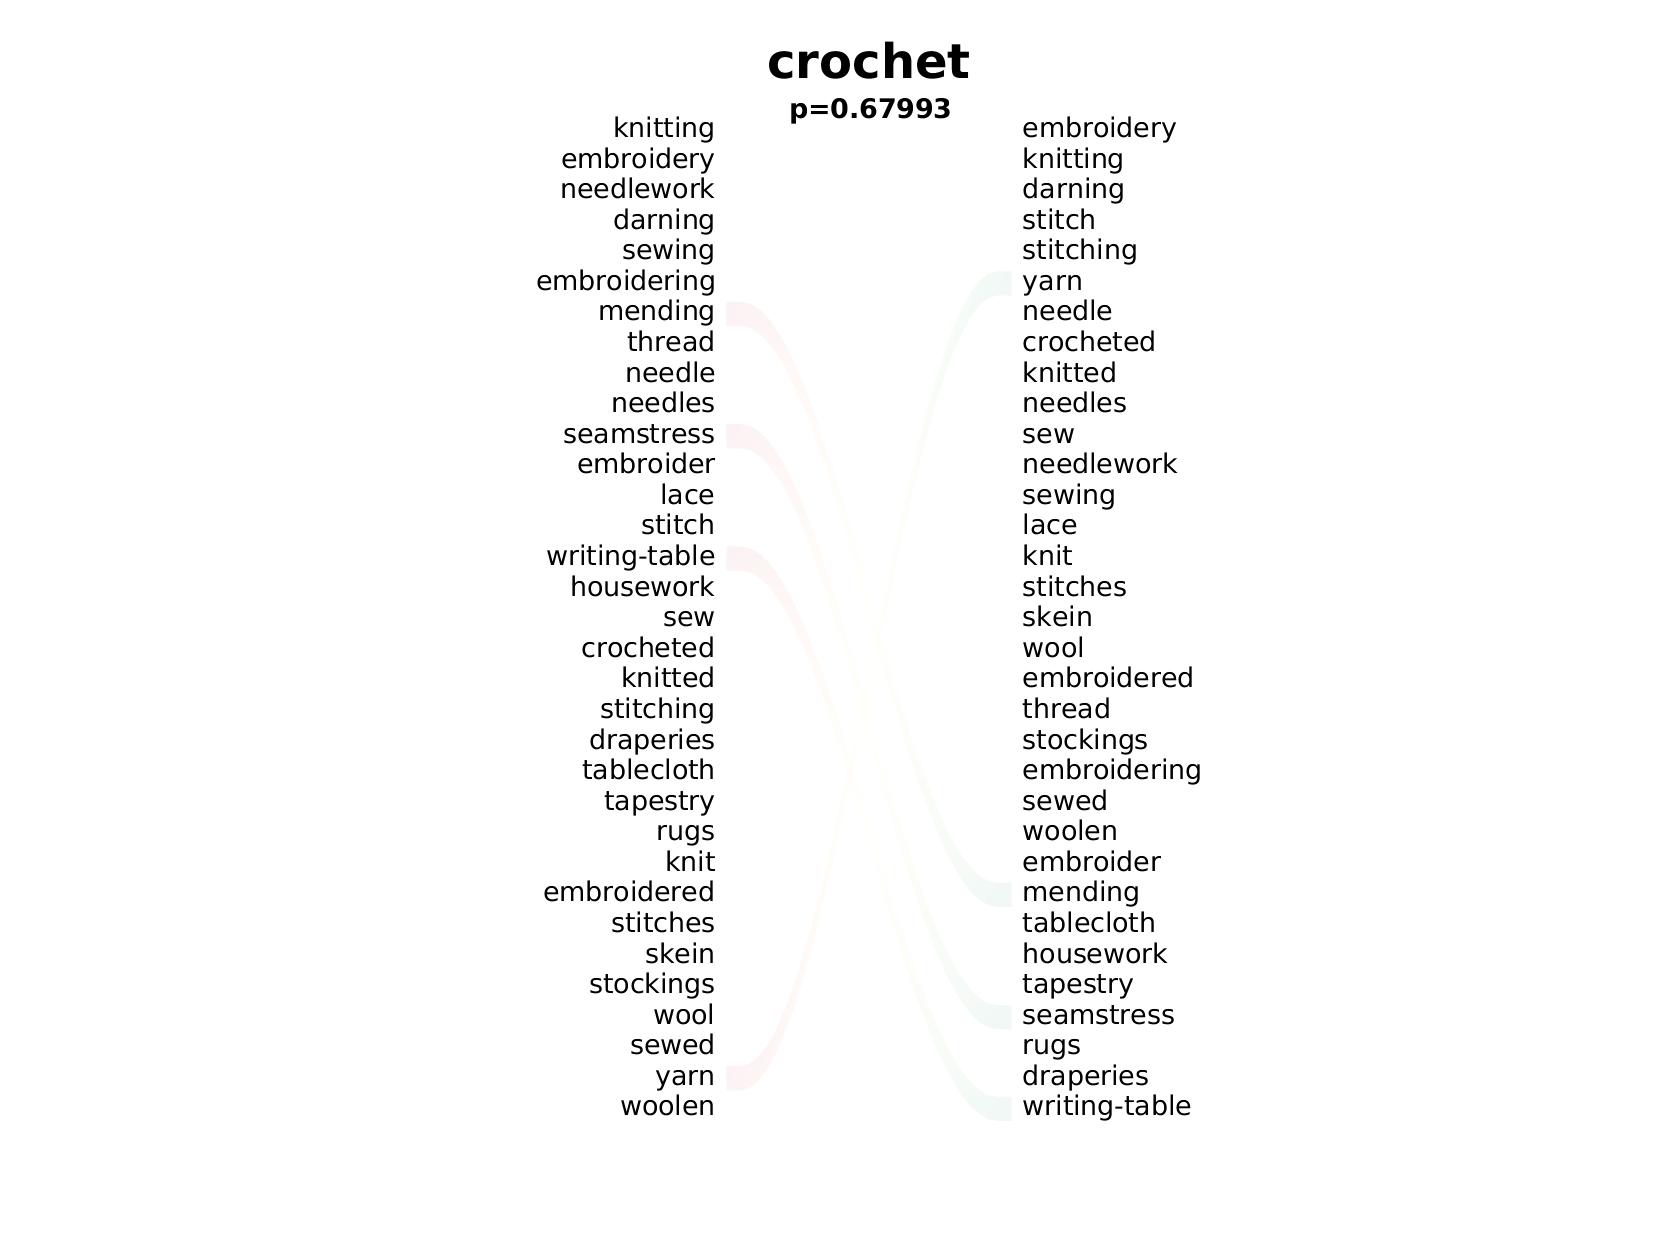 crochet
p=0.67993
knitting
embroidery
needlework
darning
sewing
embroidering
mending
thread
needle
needles
seamstress
embroider
lace
stitch
writing-table
housework
sew
crocheted
knitted
stitching
draperies
tablecloth
tapestry
rugs
knit
embroidered
stitches
skein
stockings
wool
sewed
yarn
woolen
embroidery
knitting
darning
stitch
stitching
yarn
needle
crocheted
knitted
needles
sew
needlework
sewing
lace
knit
stitches
skein
wool
embroidered
thread
stockings
embroidering
sewed
woolen
embroider
mending
tablecloth
housework
tapestry
seamstress
rugs
draperies
writing-table